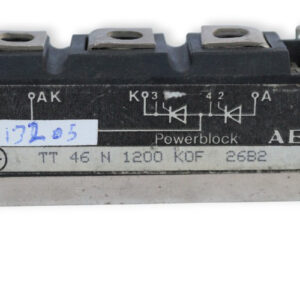 AK K 3 4 2 A
13205
Powerblock AE
TT 46 N 1200 KOF 26B2